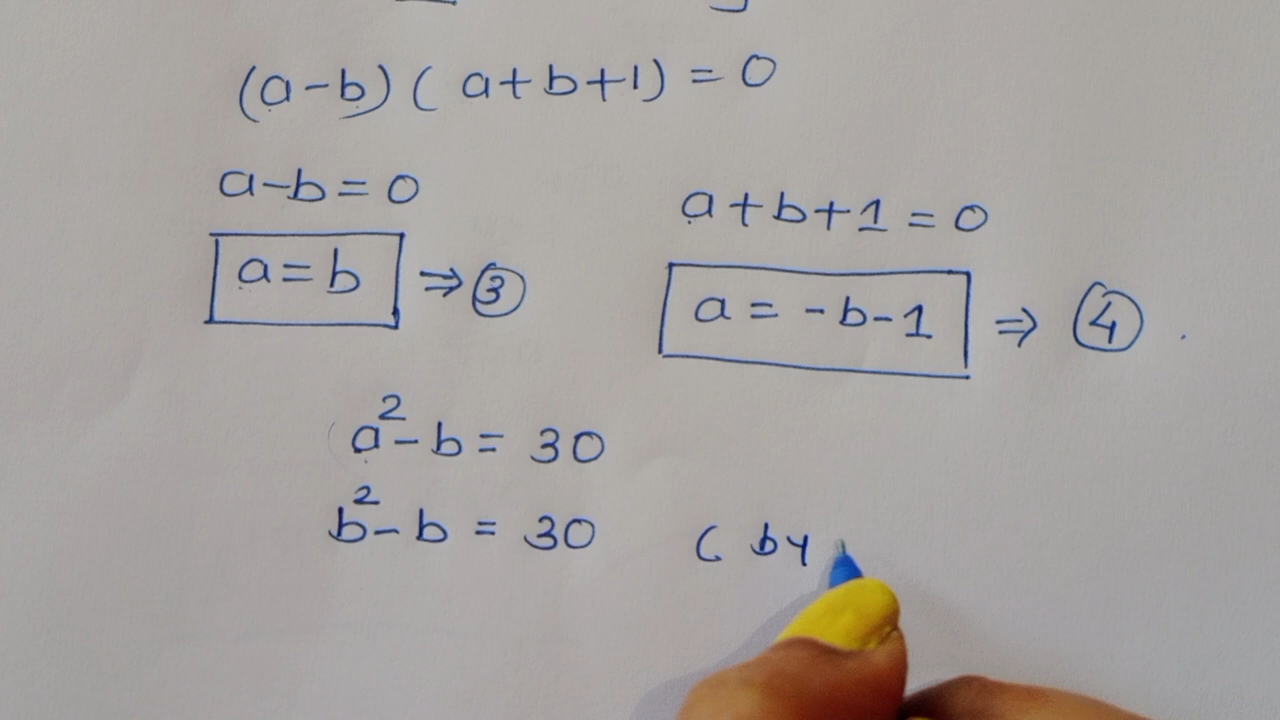 (a-b) (a+b+1) = 0
a-b = 0
a+b+1 = 0
a = b ⇒ ③
a = -b-1 ⇒ ④
a²-b = 30
b²-b = 30 ( by